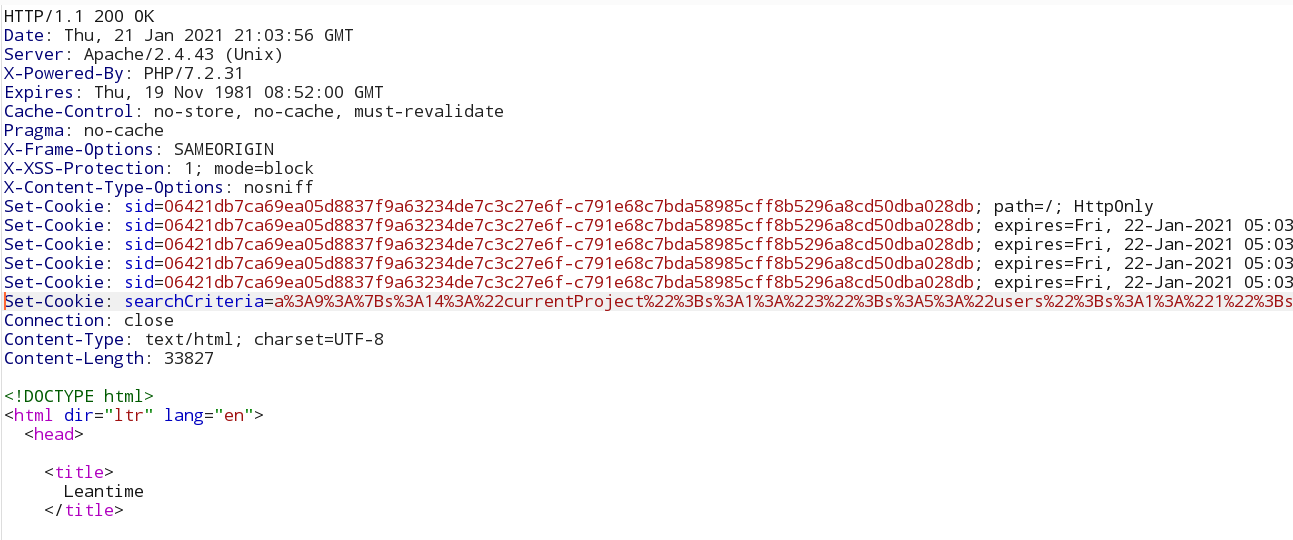 HTTP/1.1 200 OK
Date: Thu, 21 Jan 2021 21:03:56 GMT
Server: Apache/2.4.43 (Unix)
X-Powered-By: PHP/7.2.31
Expires: Thu, 19 Nov 1981 08:52:00 GMT
Cache-Control: no-store, no-cache, must-revalidate
Pragma: no-cache
X-Frame-Options: SAMEORIGIN
X-XSS-Protection: 1; mode=block
X-Content-Type-Options: nosniff
Set-Cookie: sid=06421db7ca69ea05d8837f9a63234de7c3c27e6f-c791e68c7bda58985cff8b5296a8cd50dba028db; path=/; HttpOnly
Set-Cookie: sid=06421db7ca69ea05d8837f9a63234de7c3c27e6f-c791e68c7bda58985cff8b5296a8cd50dba028db; expires=Fri, 22-Jan-2021 05:03
Set-Cookie: sid=06421db7ca69ea05d8837f9a63234de7c3c27e6f-c791e68c7bda58985cff8b5296a8cd50dba028db; expires=Fri, 22-Jan-2021 05:03
Set-Cookie: sid=06421db7ca69ea05d8837f9a63234de7c3c27e6f-c791e68c7bda58985cff8b5296a8cd50dba028db; expires=Fri, 22-Jan-2021 05:03
Set-Cookie: sid=06421db7ca69ea05d8837f9a63234de7c3c27e6f-c791e68c7bda58985cff8b5296a8cd50dba028db; expires=Fri, 22-Jan-2021 05:03
Set-Cookie: searchCriteria=a%3A9%3A%7Bs%3A14%3A%22currentProject%22%3Bs%3A1%3A%223%22%3Bs%3A5%3A%22users%22%3Bs%3A1%3A%221%22%3Bs
Connection: close
Content-Type: text/html; charset=UTF-8
Content-Length: 33827
<!DOCTYPE html>
<html dir="ltr" lang="en">
<head>
<title>
Leantime
</title>